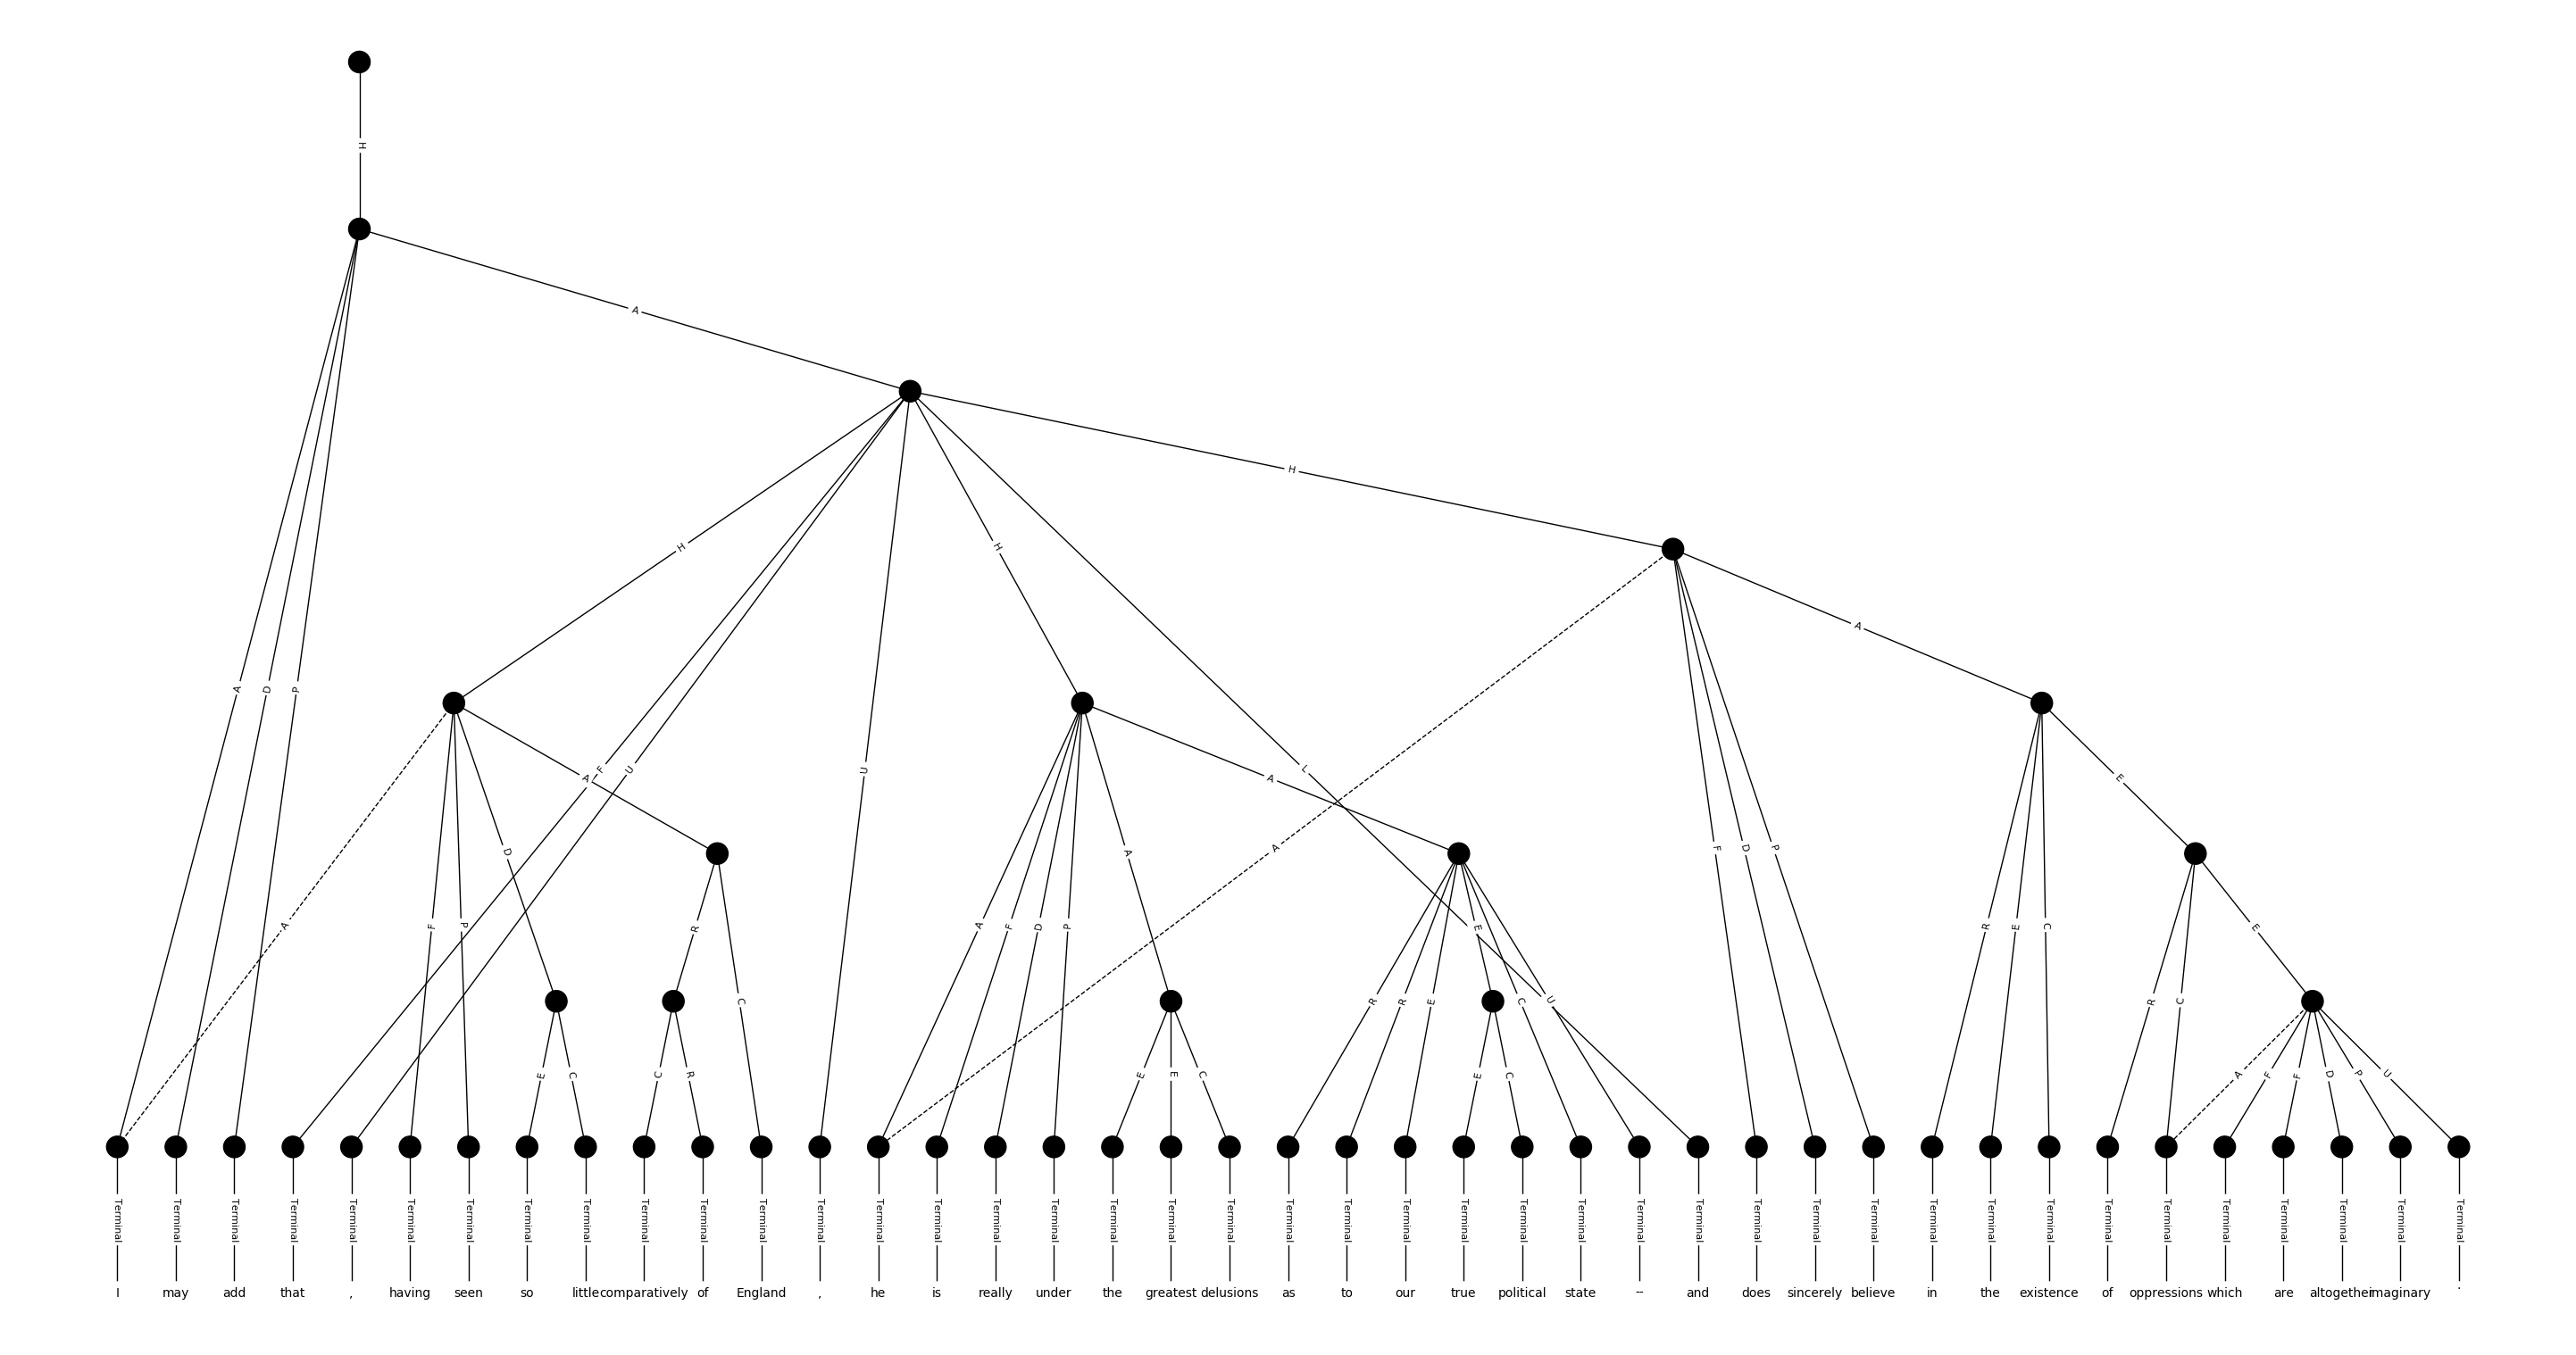 H
A
H
A D P H H
A F U U A L A F D P E
A F P D R C A F D P A R R E E C U R E C R C E
E C C R E E C E C A F F D P U
Terminal Terminal Terminal Terminal Terminal Terminal Terminal Terminal Terminal Terminal Terminal Terminal Terminal Terminal Terminal Terminal Terminal Terminal Terminal Terminal Terminal Terminal Terminal Terminal Terminal Terminal Terminal Terminal Terminal Terminal Terminal Terminal Terminal Terminal Terminal Terminal Terminal Terminal Terminal Terminal Terminal
I may add that , having seen so little comparatively of England , he is really under the greatest delusions as to our true political state -- and does sincerely believe in the existence of oppressions which are altogether imaginary .